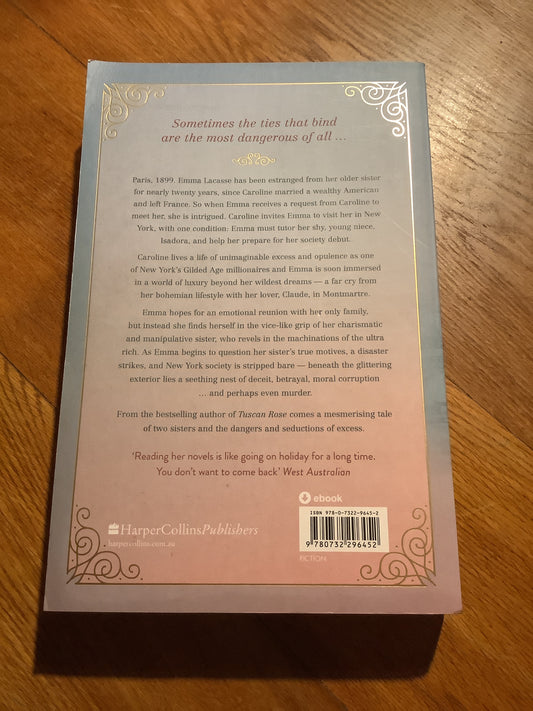 Sometimes the ties that bind
are the most dangerous of all ...
Paris, 1899. Emma Lacasse has been estranged from her older sister
for nearly twenty years, since Caroline married a wealthy American
and left France. So when Emma receives a request from Caroline to
meet her, she is intrigued. Caroline invites Emma to visit her in New
York, with one condition: Emma must tutor her shy, young niece,
Isadora, and help her prepare for her society debut.
Caroline lives a life of unimaginable excess and opulence as one
of New York's Gilded Age millionaires and Emma is soon immersed
in a world of luxury beyond her wildest dreams — a far cry from
her bohemian lifestyle with her lover, Claude, in Montmartre.
Emma hopes for an emotional reunion with her only family,
but instead she finds herself in the vice-like grip of her charismatic
and manipulative sister, who revels in the machinations of the ultra
rich. As Emma begins to question her sister's true motives, a disaster
strikes, and New York society is stripped bare — beneath the glittering
exterior lies a seething nest of deceit, betrayal, moral corruption
... and perhaps even murder.
From the bestselling author of Tuscan Rose comes a mesmerising tale
of two sisters and the dangers and seductions of excess.
'Reading her novels is like going on holiday for a long time.
You don't want to come back' West Australian
ebook
ISBN 978-0-7322-9645-2
9 780732 296452
FICTION
HarperCollinsPublishers
harpercollins.com.au